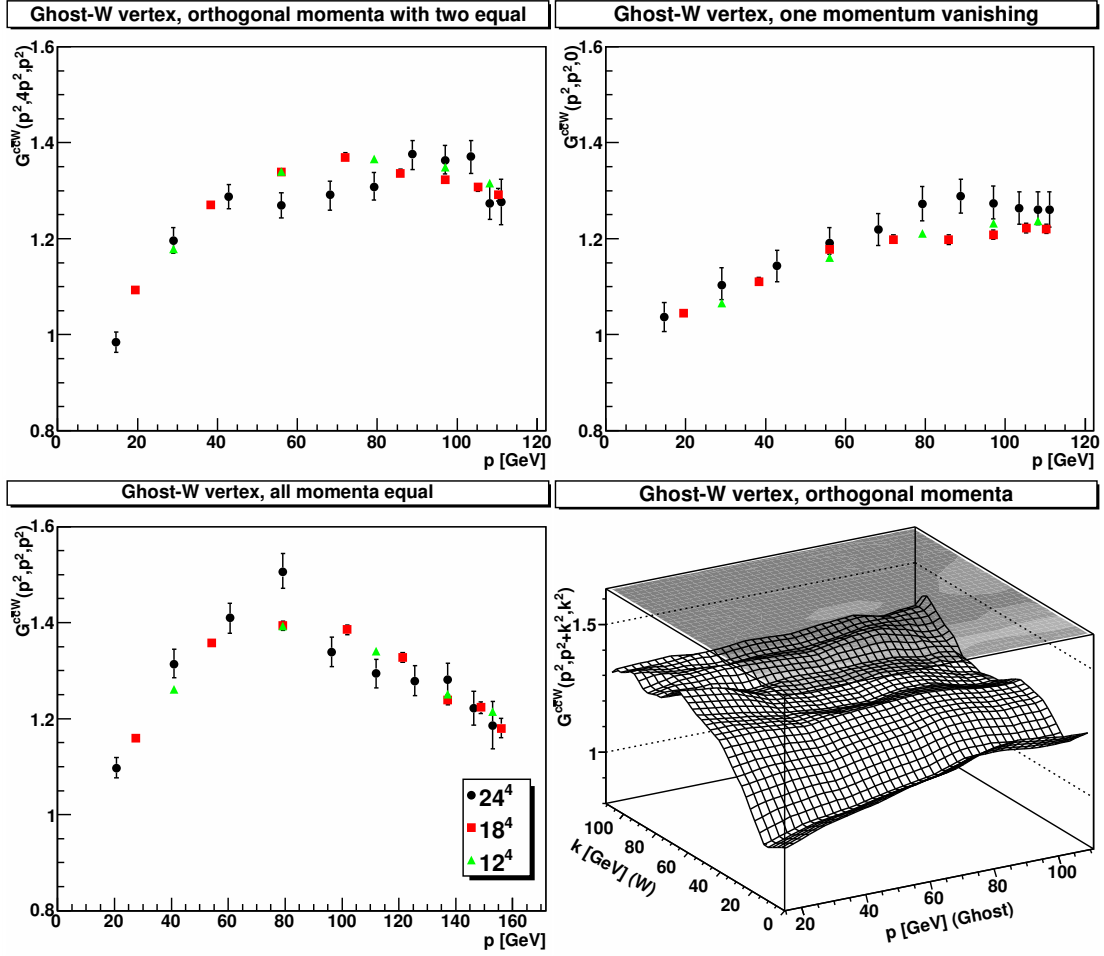 Ghost-W vertex, orthogonal momenta with two equal
G^{cc̄W}(p²,4p²,p²)
1.6
1.4
1.2
1
0.8
0 20 40 60 80 100 120
p [GeV]
Ghost-W vertex, one momentum vanishing
G^{cc̄W}(p²,p²,0)
1.6
1.4
1.2
1
0.8
0 20 40 60 80 100 120
p [GeV]
Ghost-W vertex, all momenta equal
G^{cc̄W}(p²,p²,p²)
1.6
1.4
1.2
1
0.8
0 20 40 60 80 100 120 140 160
p [GeV]
24⁴
18⁴
12⁴
Ghost-W vertex, orthogonal momenta
G^{cc̄W}(p²,p²+k²,k²)
1.5
1
100 80 60 40 20 0
k [GeV] (W)
20 40 60 80 100
p [GeV] (Ghost)